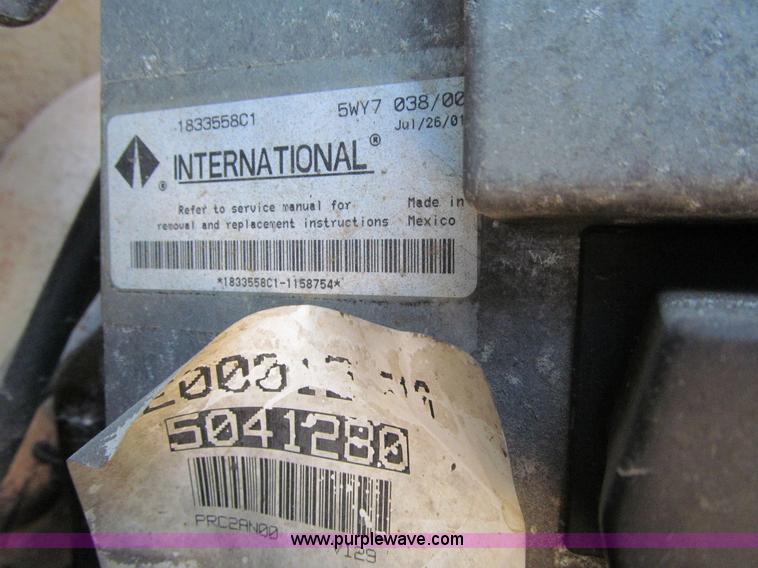 1833558C1 5WY7 038/00
Jul/26/01
® INTERNATIONAL®
Refer to service manual for Made in
removal and replacement instructions Mexico
*1833558C1-1158754*
5041280
PRC2AN00
7129
www.purplewave.com